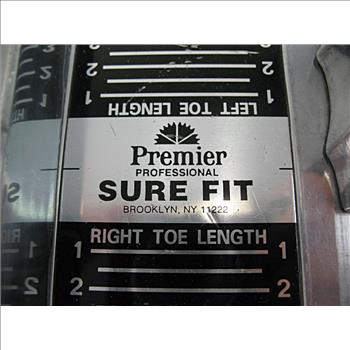 2 2
1 1
LEFT TOE LENGTH
Premier
PROFESSIONAL
SURE FIT
BROOKLYN, NY 11222
RIGHT TOE LENGTH
1 1
2 2